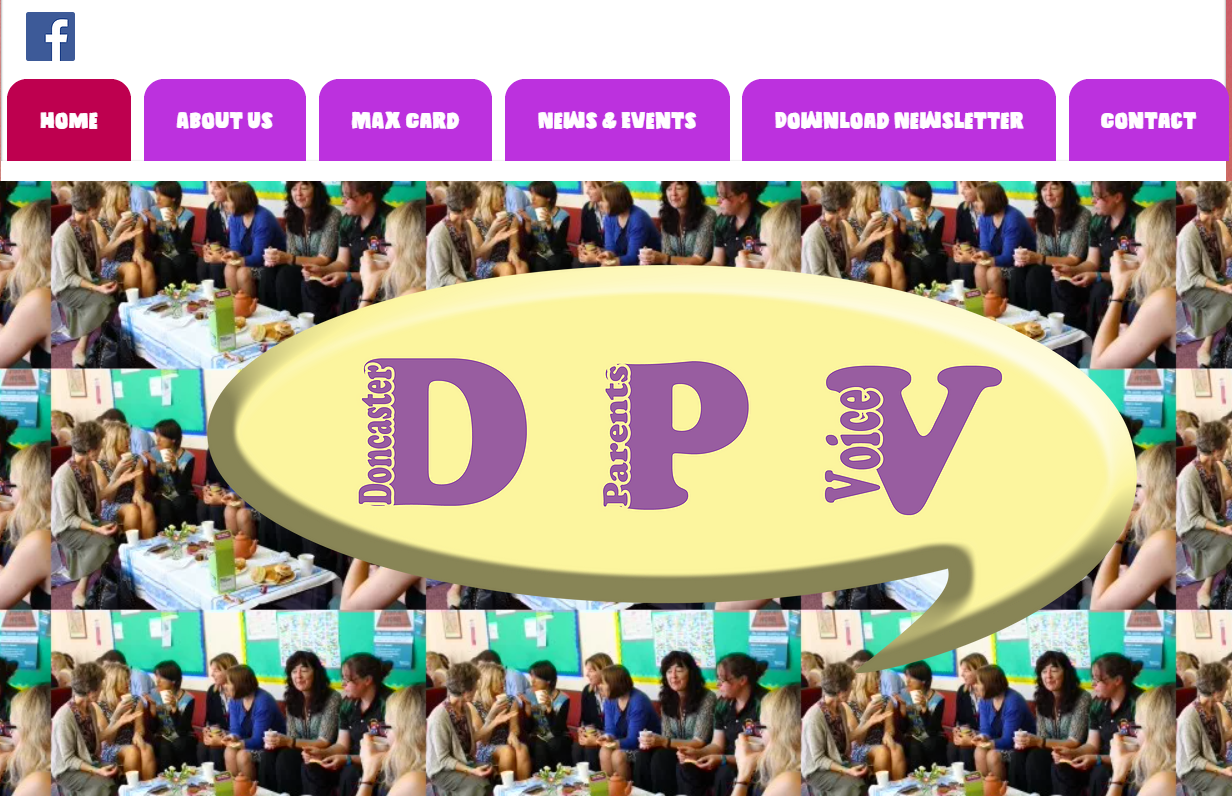 HOME
ABOUT US
MAX CARD
NEWS & EVENTS
DOWNLOAD NEWSLETTER
CONTACT
Doncaster D
Parents P
Voice V